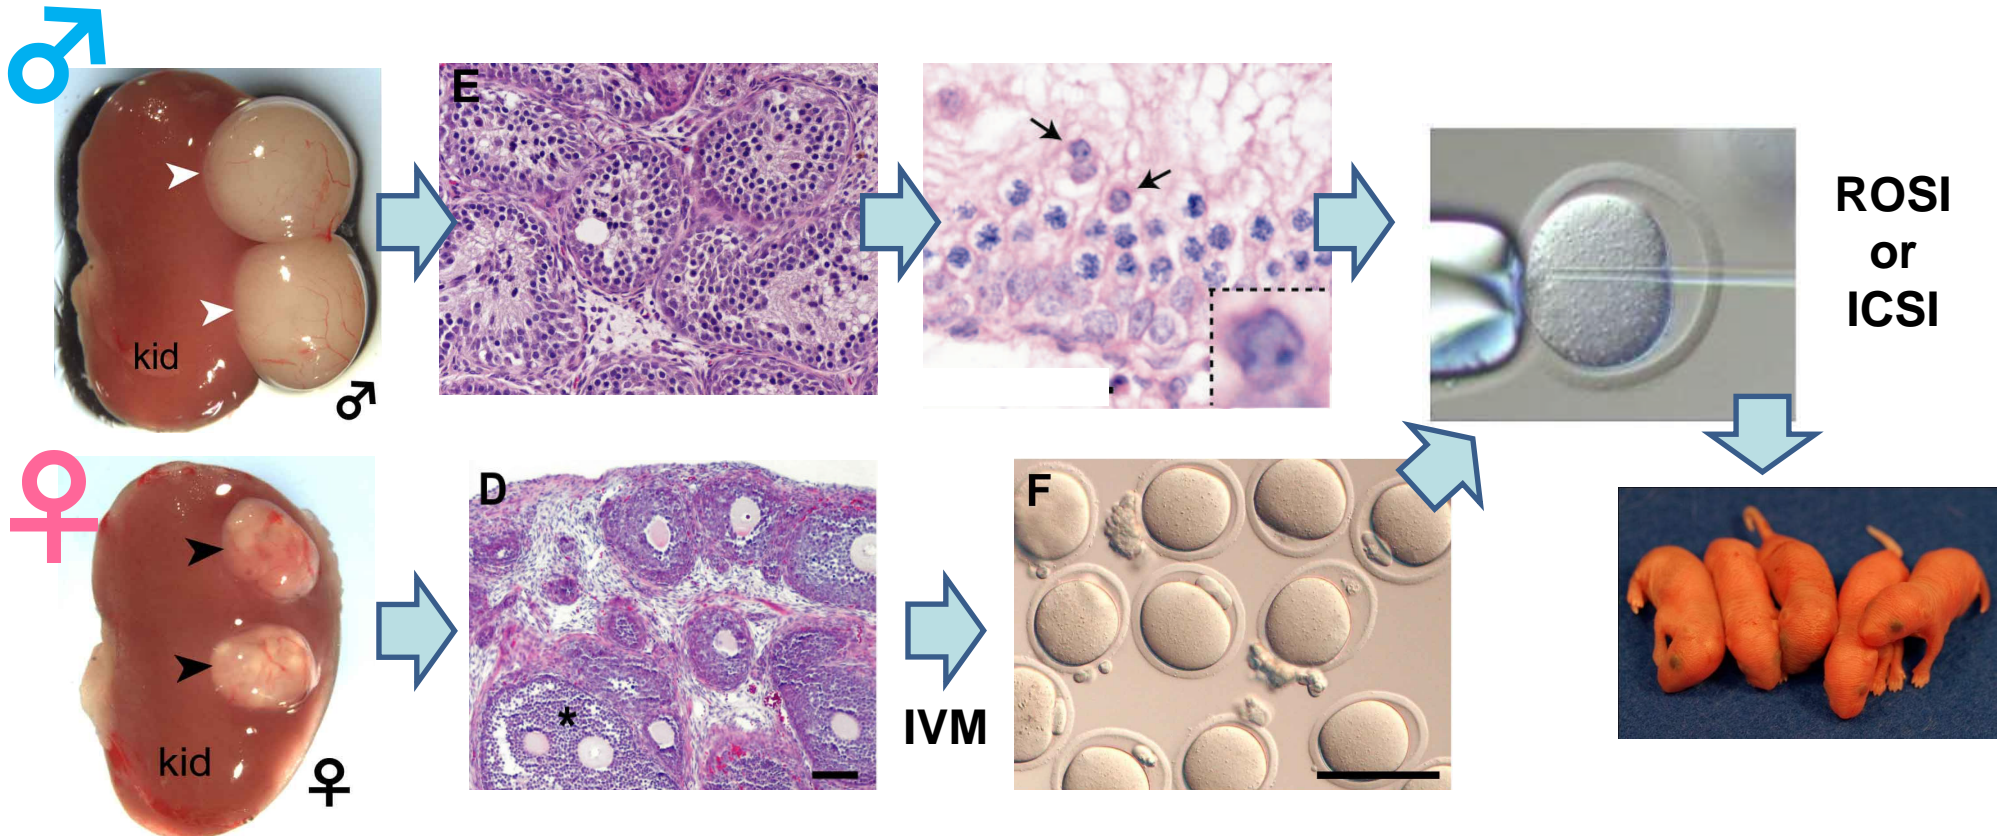 E
ROSI
or
ICSI
kid
♂
D
F
*
IVM
kid
♀